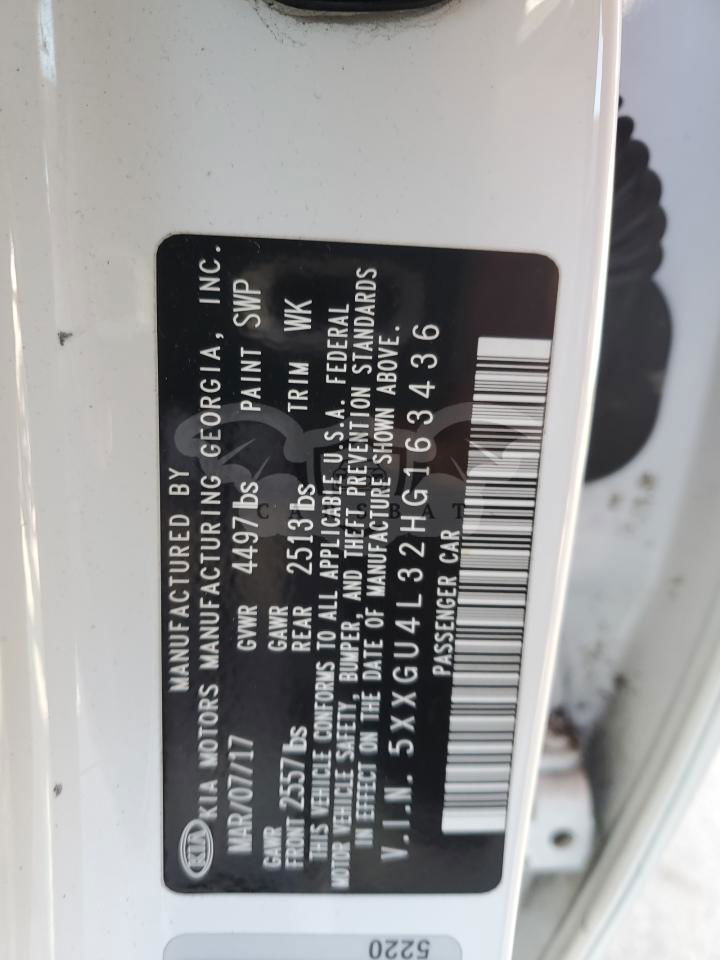 MANUFACTURED BY
KIA KIA MOTORS MANUFACTURING GEORGIA, INC.
MAR/07/17 GVWR 4497lbs PAINT SWP
GAWR FRONT 2557lbs GAWR REAR 2513lbs TRIM WK
THIS VEHICLE CONFORMS TO ALL APPLICABLE U.S.A. FEDERAL
MOTOR VEHICLE SAFETY, BUMPER, AND THEFT PREVENTION STANDARDS
IN EFFECT ON THE DATE OF MANUFACTURE SHOWN ABOVE.
V.I.N. 5XXGU4L32HG163436
PASSENGER CAR
5220
CARSBAT